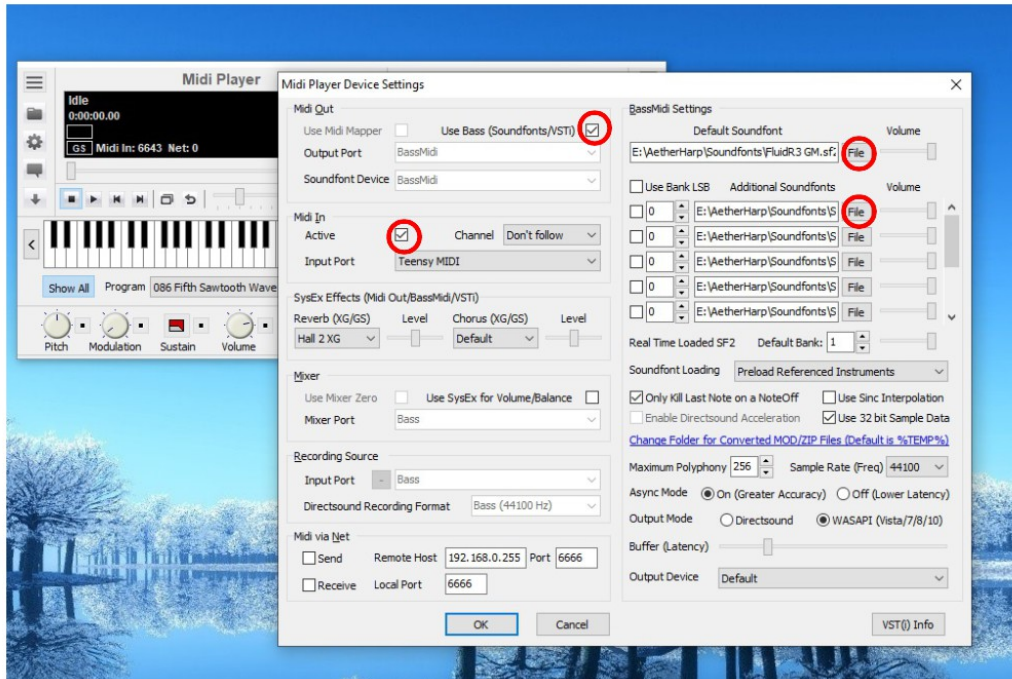 Midi Player
Idle
0:00:00.00
GS Midi In: 6643 Net: 0
Show All Program 086 Fifth Sawtooth Wave
Pitch Modulation Sustain Volume
Midi Player Device Settings
Midi Out
Use Midi Mapper Use Bass (Soundfonts/VSTi)
Output Port BassMidi
Soundfont Device BassMidi
Midi In
Active Channel Don't follow
Input Port Teensy MIDI
SysEx Effects (Midi Out/BassMidi/VSTi)
Reverb (XG/GS) Level Chorus (XG/GS) Level
Hall 2 XG Default
Mixer
Use Mixer Zero Use SysEx for Volume/Balance
Mixer Port Bass
Recording Source
Input Port - Bass
Directsound Recording Format Bass (44100 Hz)
Midi via Net
Send Remote Host 192.168.0.255 Port 6666
Receive Local Port 6666
OK Cancel
BassMidi Settings
Default Soundfont Volume
E:\AetherHarp\Soundfonts\FluidR3 GM.sf2 File
Use Bank LSB Additional Soundfonts Volume
0 E:\AetherHarp\Soundfonts\S File
0 E:\AetherHarp\Soundfonts\S File
0 E:\AetherHarp\Soundfonts\S File
0 E:\AetherHarp\Soundfonts\S File
0 E:\AetherHarp\Soundfonts\S File
Real Time Loaded SF2 Default Bank: 1
Soundfont Loading Preload Referenced Instruments
Only Kill Last Note on a NoteOff Use Sinc Interpolation
Enable Directsound Acceleration Use 32 bit Sample Data
Change Folder for Converted MOD/ZIP Files (Default is %TEMP%)
Maximum Polyphony 256 Sample Rate (Freq) 44100
Async Mode On (Greater Accuracy) Off (Lower Latency)
Output Mode Directsound WASAPI (Vista/7/8/10)
Buffer (Latency)
Output Device Default
VST(i) Info